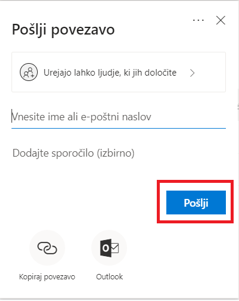 Pošlji povezavo
Urejajo lahko ljudje, ki jih določite
Vnesite ime ali e-poštni naslov
Dodajte sporočilo (izbirno)
Pošlji
Kopiraj povezavo
Outlook